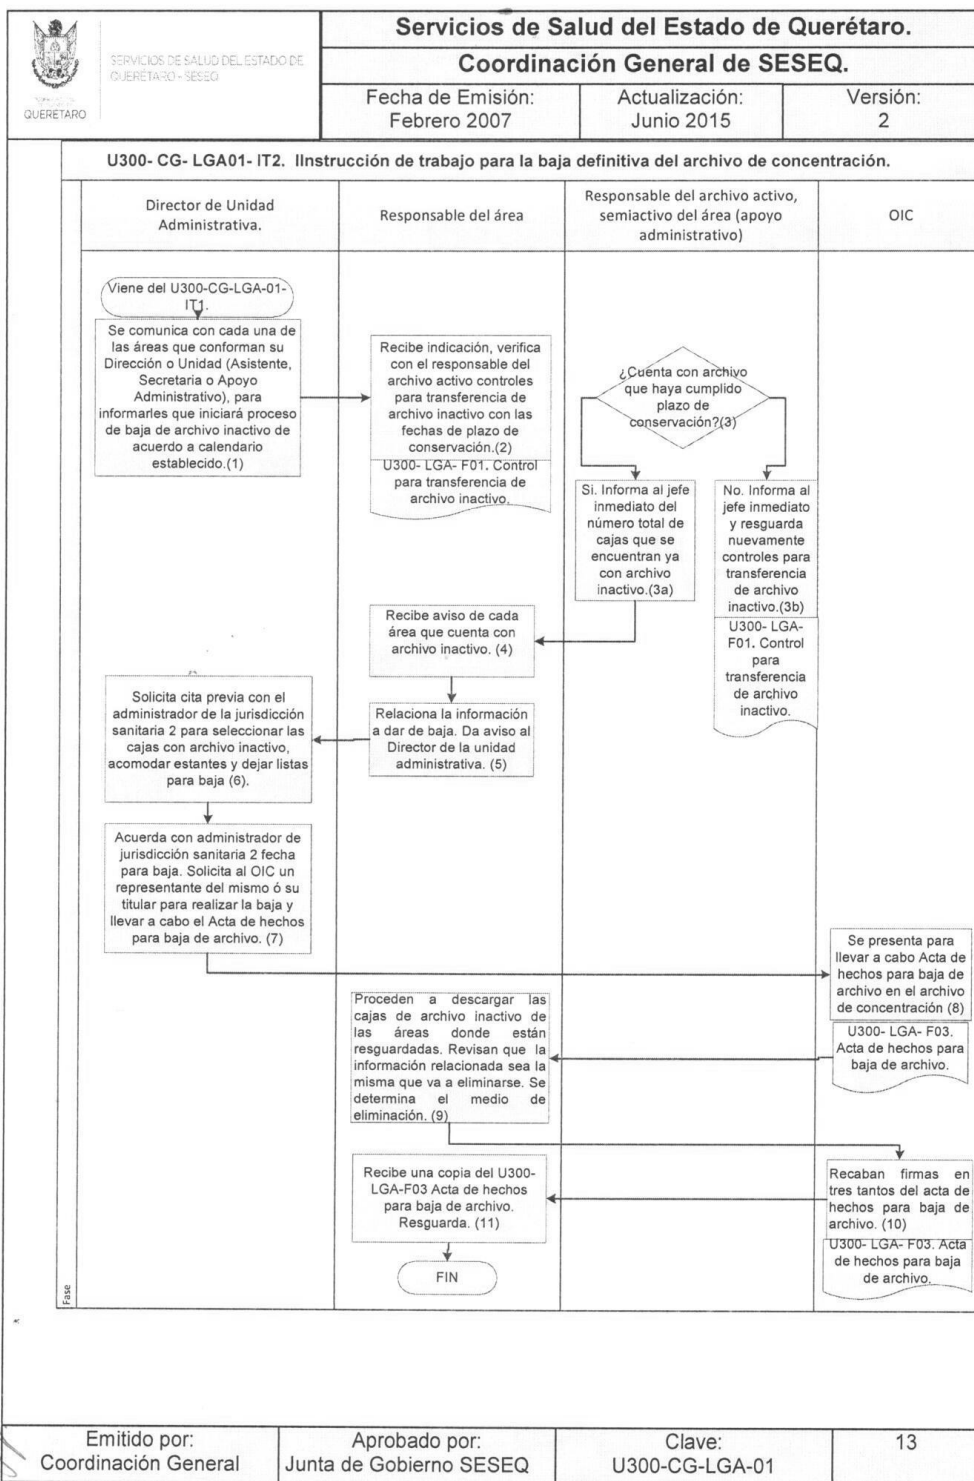 Servicios de Salud del Estado de Querétaro.
SERVICIOS DE SALUD DEL ESTADO DE
QUERÉTARO - SESEQ
Coordinación General de SESEQ.
QUERÉTARO
Fecha de Emisión:
Febrero 2007
Actualización:
Junio 2015
Versión:
2
U300- CG- LGA01- IT2. IInstrucción de trabajo para la baja definitiva del archivo de concentración.
Director de Unidad
Administrativa.
Responsable del área
Responsable del archivo activo,
semiactivo del área (apoyo
administrativo)
OIC
Viene del U300-CG-LGA-01-
IT1.
Se comunica con cada una de
las áreas que conforman su
Dirección o Unidad (Asistente,
Secretaria o Apoyo
Administrativo), para
informarles que iniciará proceso
de baja de archivo inactivo de
acuerdo a calendario
establecido.(1)
Recibe indicación, verifica
con el responsable del
archivo activo controles
para transferencia de
archivo inactivo con las
fechas de plazo de
conservación.(2)
U300- LGA- F01. Control
para transferencia de
archivo inactivo.
¿Cuenta con archivo
que haya cumplido
plazo de
conservación?(3)
Si. Informa al jefe
inmediato del
número total de
cajas que se
encuentran ya
con archivo
inactivo.(3a)
No. Informa al
jefe inmediato
y resguarda
nuevamente
controles para
transferencia
de archivo
inactivo.(3b)
U300- LGA-
F01. Control
para
transferencia
de archivo
inactivo.
Recibe aviso de cada
área que cuenta con
archivo inactivo. (4)
Relaciona la información
a dar de baja. Da aviso al
Director de la unidad
administrativa. (5)
Solicita cita previa con el
administrador de la jurisdicción
sanitaria 2 para seleccionar las
cajas con archivo inactivo,
acomodar estantes y dejar listas
para baja (6).
Acuerda con administrador de
jurisdicción sanitaria 2 fecha
para baja. Solicita al OIC un
representante del mismo ó su
titular para realizar la baja y
llevar a cabo el Acta de hechos
para baja de archivo. (7)
Se presenta para
llevar a cabo Acta de
hechos para baja de
archivo en el archivo
de concentración (8)
U300- LGA- F03.
Acta de hechos para
baja de archivo.
Proceden a descargar las
cajas de archivo inactivo de
las áreas donde están
resguardadas. Revisan que la
información relacionada sea la
misma que va a eliminarse. Se
determina el medio de
eliminación. (9)
Recaban firmas en
tres tantos del acta de
hechos para baja de
archivo. (10)
U300- LGA- F03. Acta
de hechos para baja
de archivo.
Recibe una copia del U300-
LGA-F03 Acta de hechos
para baja de archivo.
Resguarda. (11)
FIN
Fase
Emitido por:
Coordinación General
Aprobado por:
Junta de Gobierno SESEQ
Clave:
U300-CG-LGA-01
13